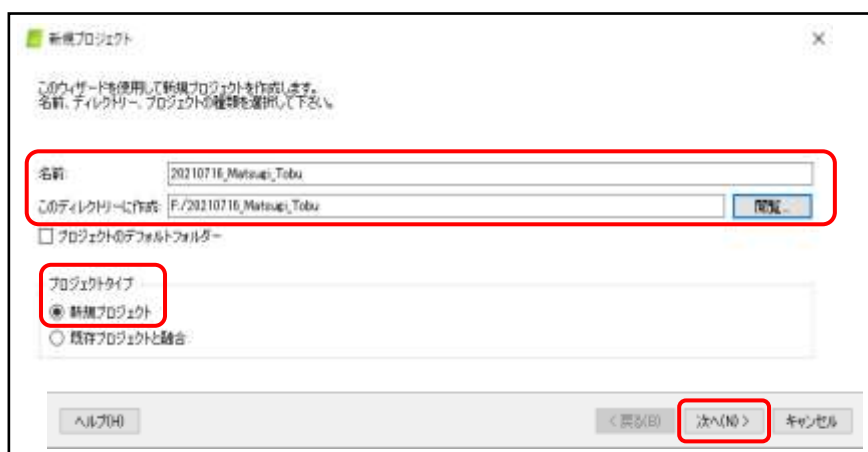 新規プロジェクト
このウィザードを使用して新規プロジェクトを作成します。
名前、ディレクトリー、プロジェクトの種類を選択して下さい。
名前 20210716_Matsugi_Tobu
このディレクトリーに作成: F:/20210716_Matsugi_Tobu 閲覧...
プロジェクトのデフォルトフォルダー
プロジェクトタイプ
新規プロジェクト
既存プロジェクトと融合
ヘルプ(H) < 戻る(B) 次へ(N) > キャンセル